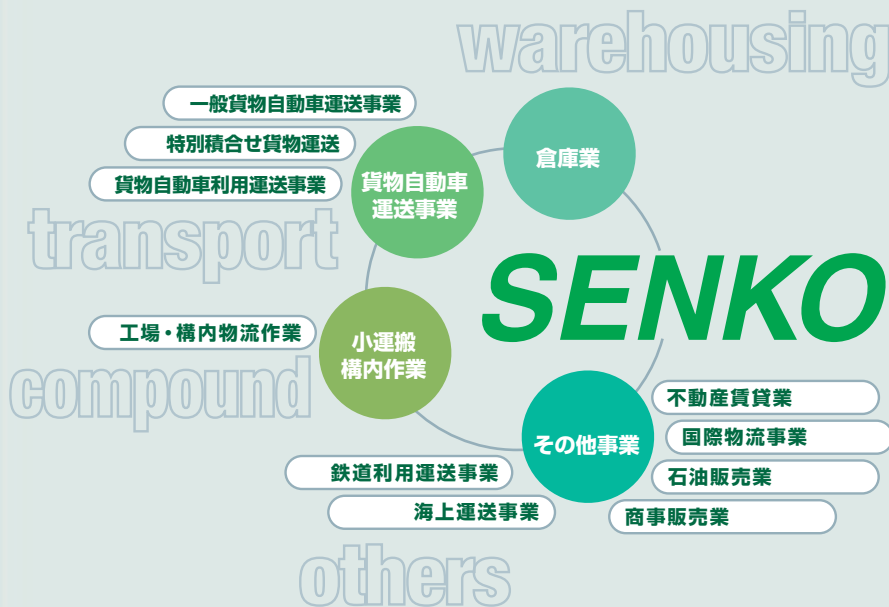 warehousing
一般貨物自動車運送事業
特別積合せ貨物運送
貨物自動車利用運送事業
貨物自動車
運送事業
倉庫業
transport
SENKO
工場・構内物流作業
小運搬
構内作業
compound
その他事業
不動産賃貸業
国際物流事業
石油販売業
商事販売業
鉄道利用運送事業
海上運送事業
others